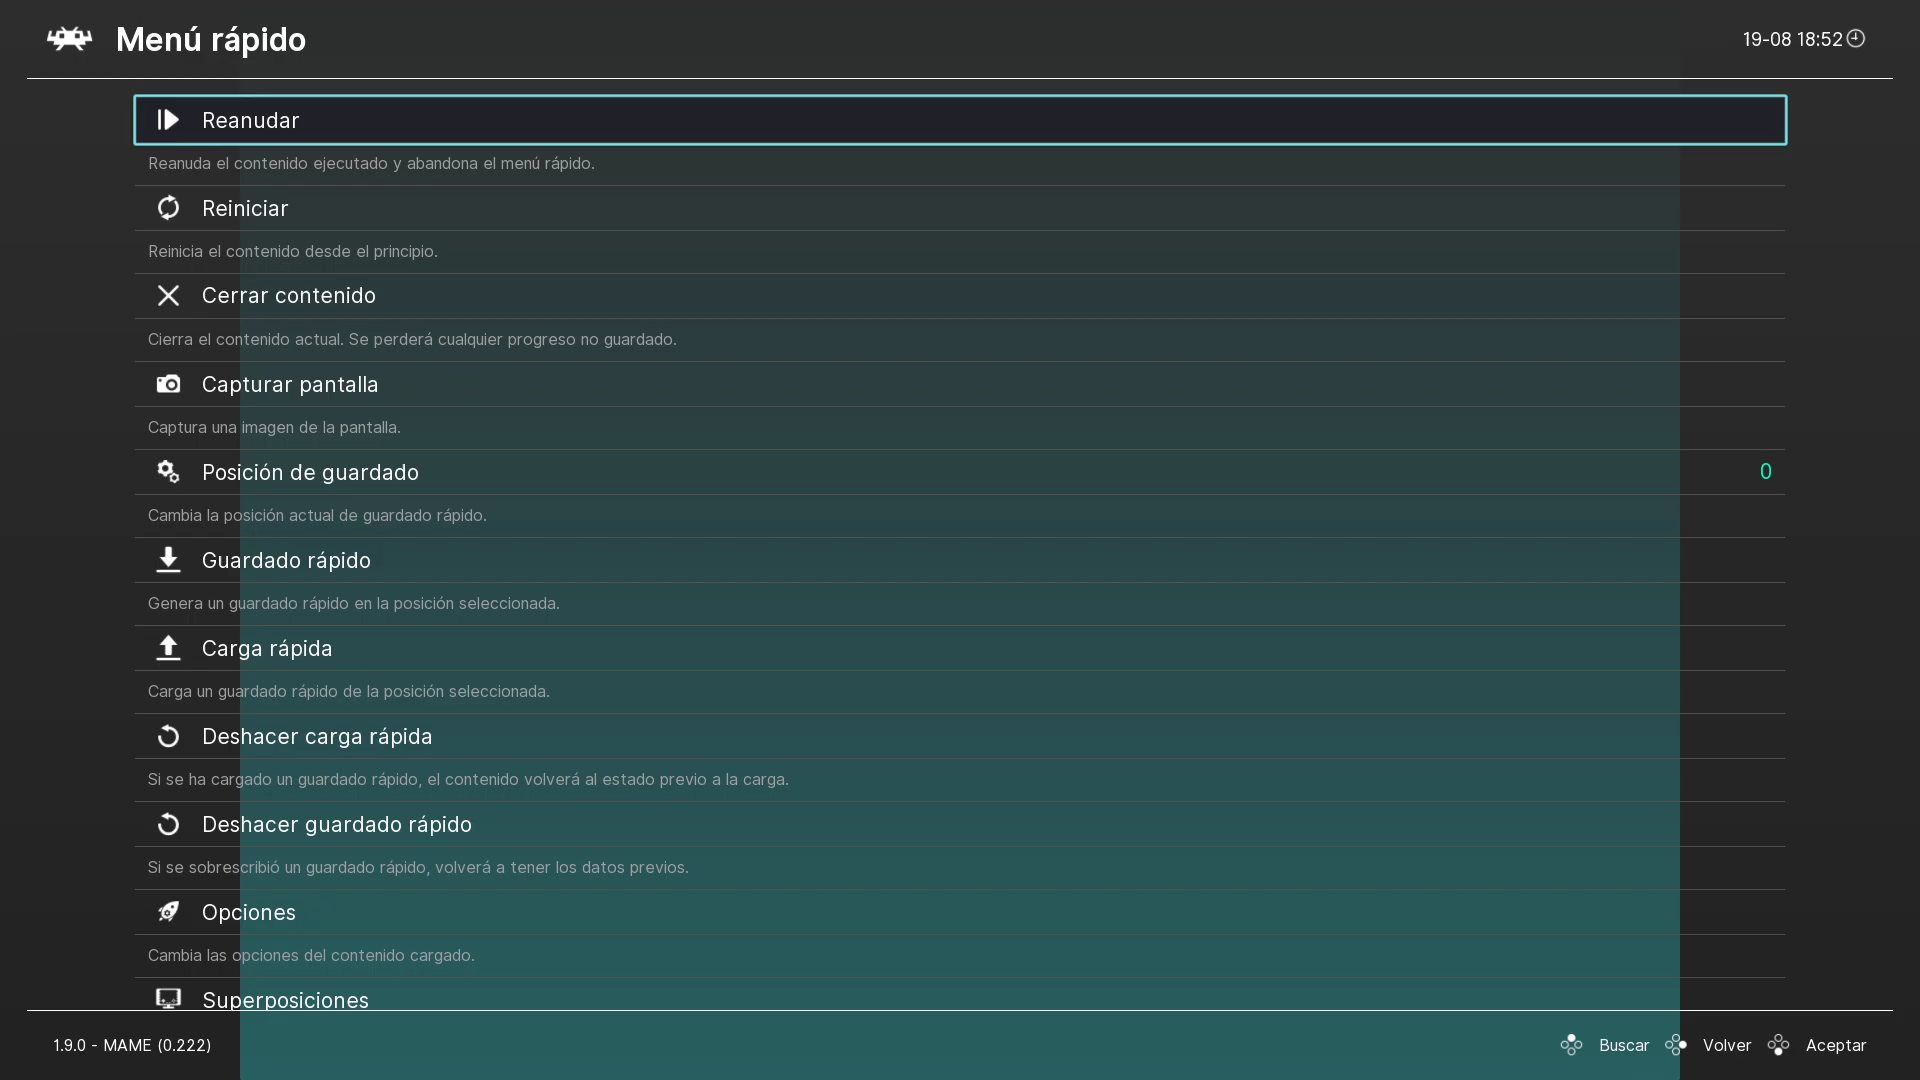 Menú rápido
19-08 18:52
Reanudar
Reanuda el contenido ejecutado y abandona el menú rápido.
Reiniciar
Reinicia el contenido desde el principio.
Cerrar contenido
Cierra el contenido actual. Se perderá cualquier progreso no guardado.
Capturar pantalla
Captura una imagen de la pantalla.
Posición de guardado 0
Cambia la posición actual de guardado rápido.
Guardado rápido
Genera un guardado rápido en la posición seleccionada.
Carga rápida
Carga un guardado rápido de la posición seleccionada.
Deshacer carga rápida
Si se ha cargado un guardado rápido, el contenido volverá al estado previo a la carga.
Deshacer guardado rápido
Si se sobrescribió un guardado rápido, volverá a tener los datos previos.
Opciones
Cambia las opciones del contenido cargado.
Superposiciones
1.9.0 - MAME (0.222)
Buscar Volver Aceptar